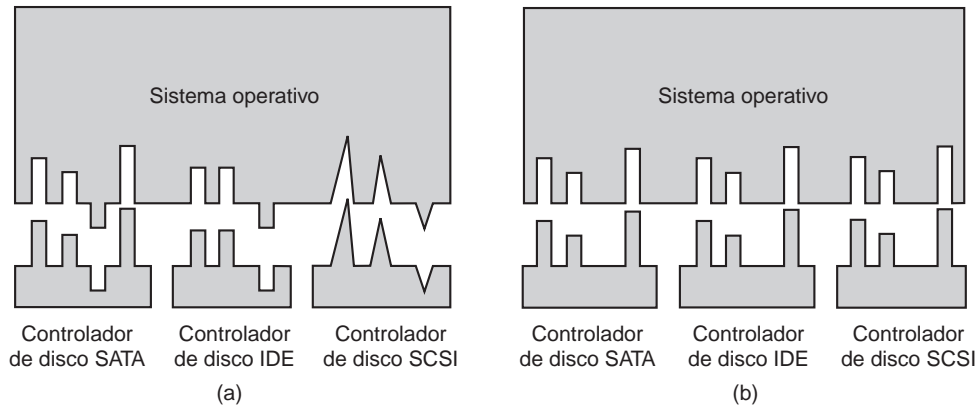 Sistema operativo
Controlador
de disco SATA
Controlador
de disco IDE
Controlador
de disco SCSI
(a)
Sistema operativo
Controlador
de disco SATA
Controlador
de disco IDE
Controlador
de disco SCSI
(b)